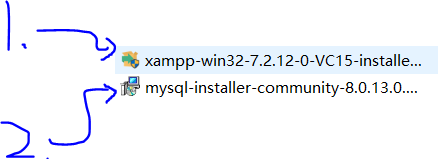 1.
xampp-win32-7.2.12-0-VC15-installe...
mysql-installer-community-8.0.13.0....
2.